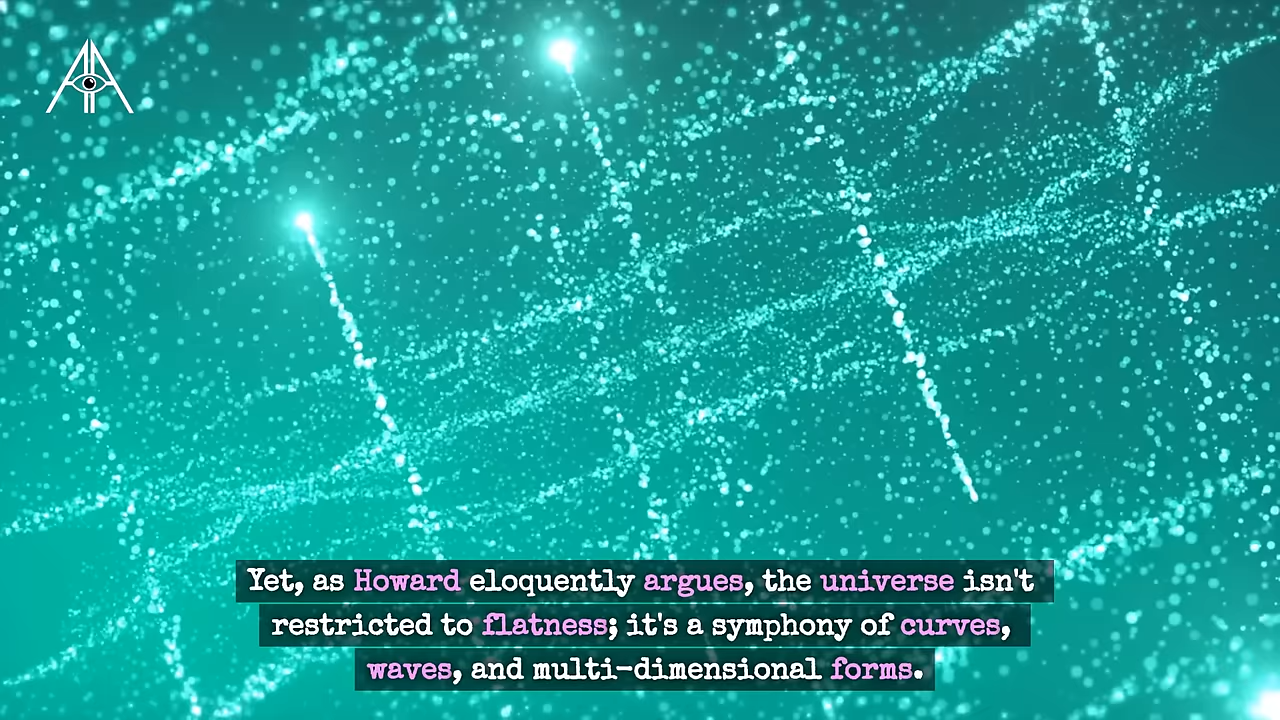 Yet, as Howard eloquently argues, the universe isn't
restricted to flatness; it's a symphony of curves,
waves, and multi-dimensional forms.